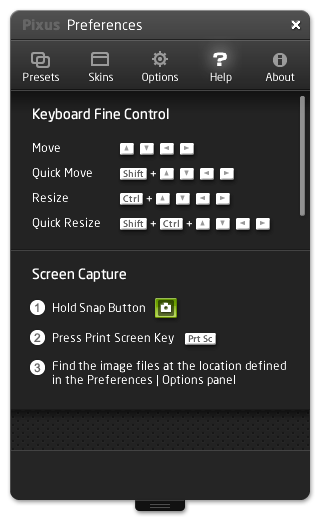 Pixus Preferences
Presets Skins Options Help About
Keyboard Fine Control
Move
Quick Move Shift +
Resize Ctrl +
Quick Resize Shift + Ctrl +
Screen Capture
1 Hold Snap Button
2 Press Print Screen Key Prt Sc
3 Find the image files at the location defined
in the Preferences | Options panel